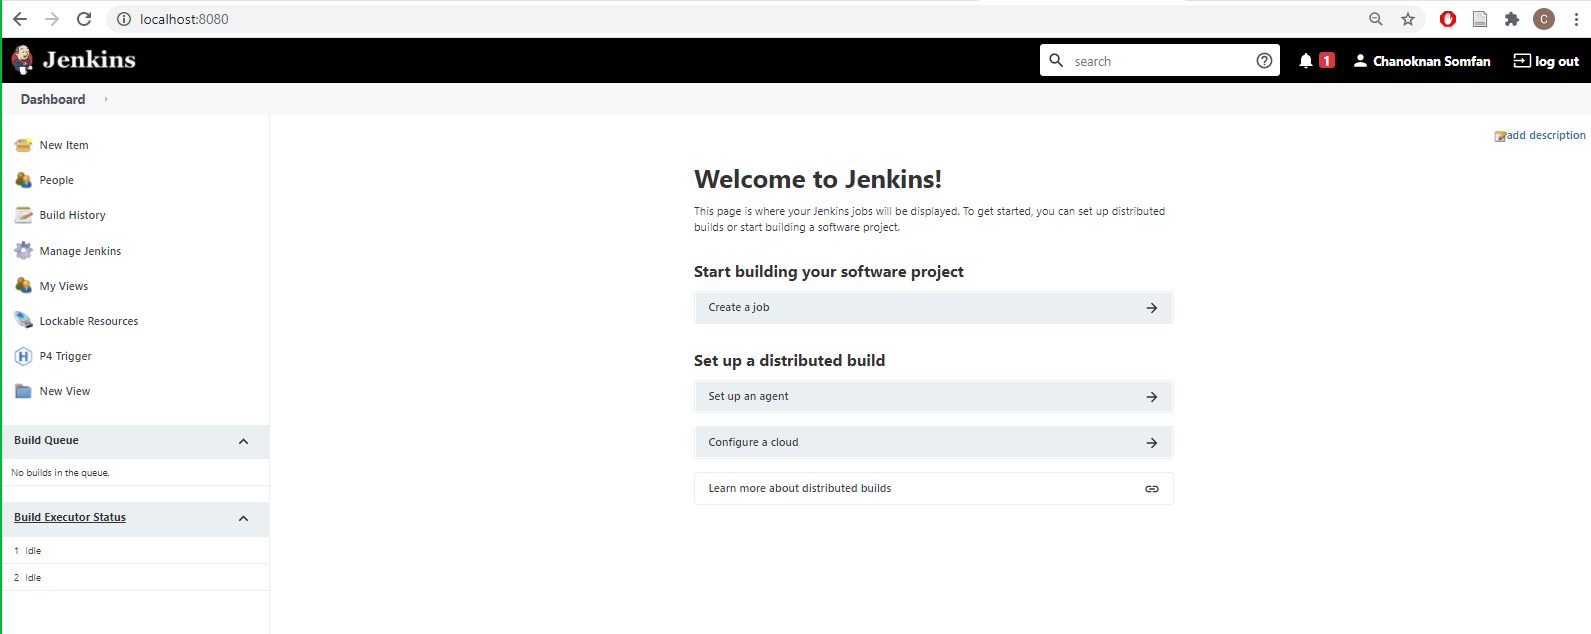 localhost:8080
C
Jenkins
search
1
Chanoknan Somfan
log out
Dashboard
add description
New Item
People
Build History
Manage Jenkins
My Views
Lockable Resources
H
P4 Trigger
New View
Build Queue
No builds in the queue.
Build Executor Status
1 Idle
2 Idle
Welcome to Jenkins!
This page is where your Jenkins jobs will be displayed. To get started, you can set up distributed
builds or start building a software project.
Start building your software project
Create a job
Set up a distributed build
Set up an agent
Configure a cloud
Learn more about distributed builds